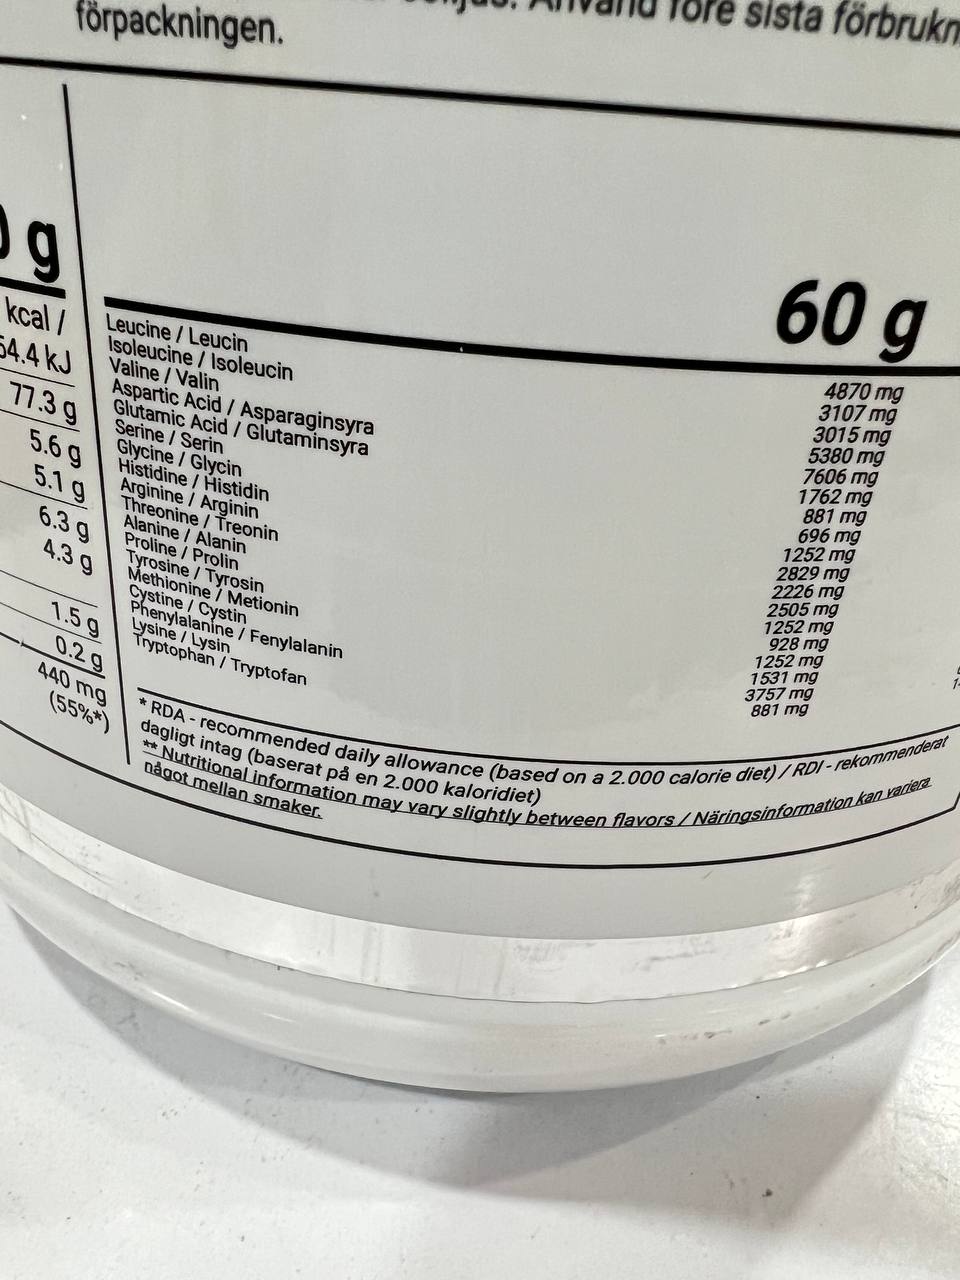 förpackningen.
före sista
g
kcal /
4.4 kJ
77.3 g
5.6 g
5.1 g
6.3 g
4.3 g
1.5 g
0.2 g
440 mg
(55%*)
60 g
Leucine / Leucin 4870 mg
Isoleucine / Isoleucin 3107 mg
Valine / Valin 3015 mg
Aspartic Acid / Asparaginsyra 5380 mg
Glutamic Acid / Glutaminsyra 7606 mg
Serine / Serin 1762 mg
Glycine / Glycin 881 mg
Histidine / Histidin 696 mg
Arginine / Arginin 1252 mg
Threonine / Treonin 2829 mg
Alanine / Alanin 2226 mg
Proline / Prolin 2505 mg
Tyrosine / Tyrosin 1252 mg
Methionine / Metionin 928 mg
Cystine / Cystin 1252 mg
Phenylalanine / Fenylalanin 1531 mg
Lysine / Lysin 3757 mg
Tryptophan / Tryptofan 881 mg
* RDA - recommended daily allowance (based on a 2.000 calorie diet) / RDI - rekommenderat
dagligt intag (baserat på en 2.000 kaloridiet)
** Nutritional information may vary slightly between flavors / Näringsinformation kan variera
något mellan smaker.